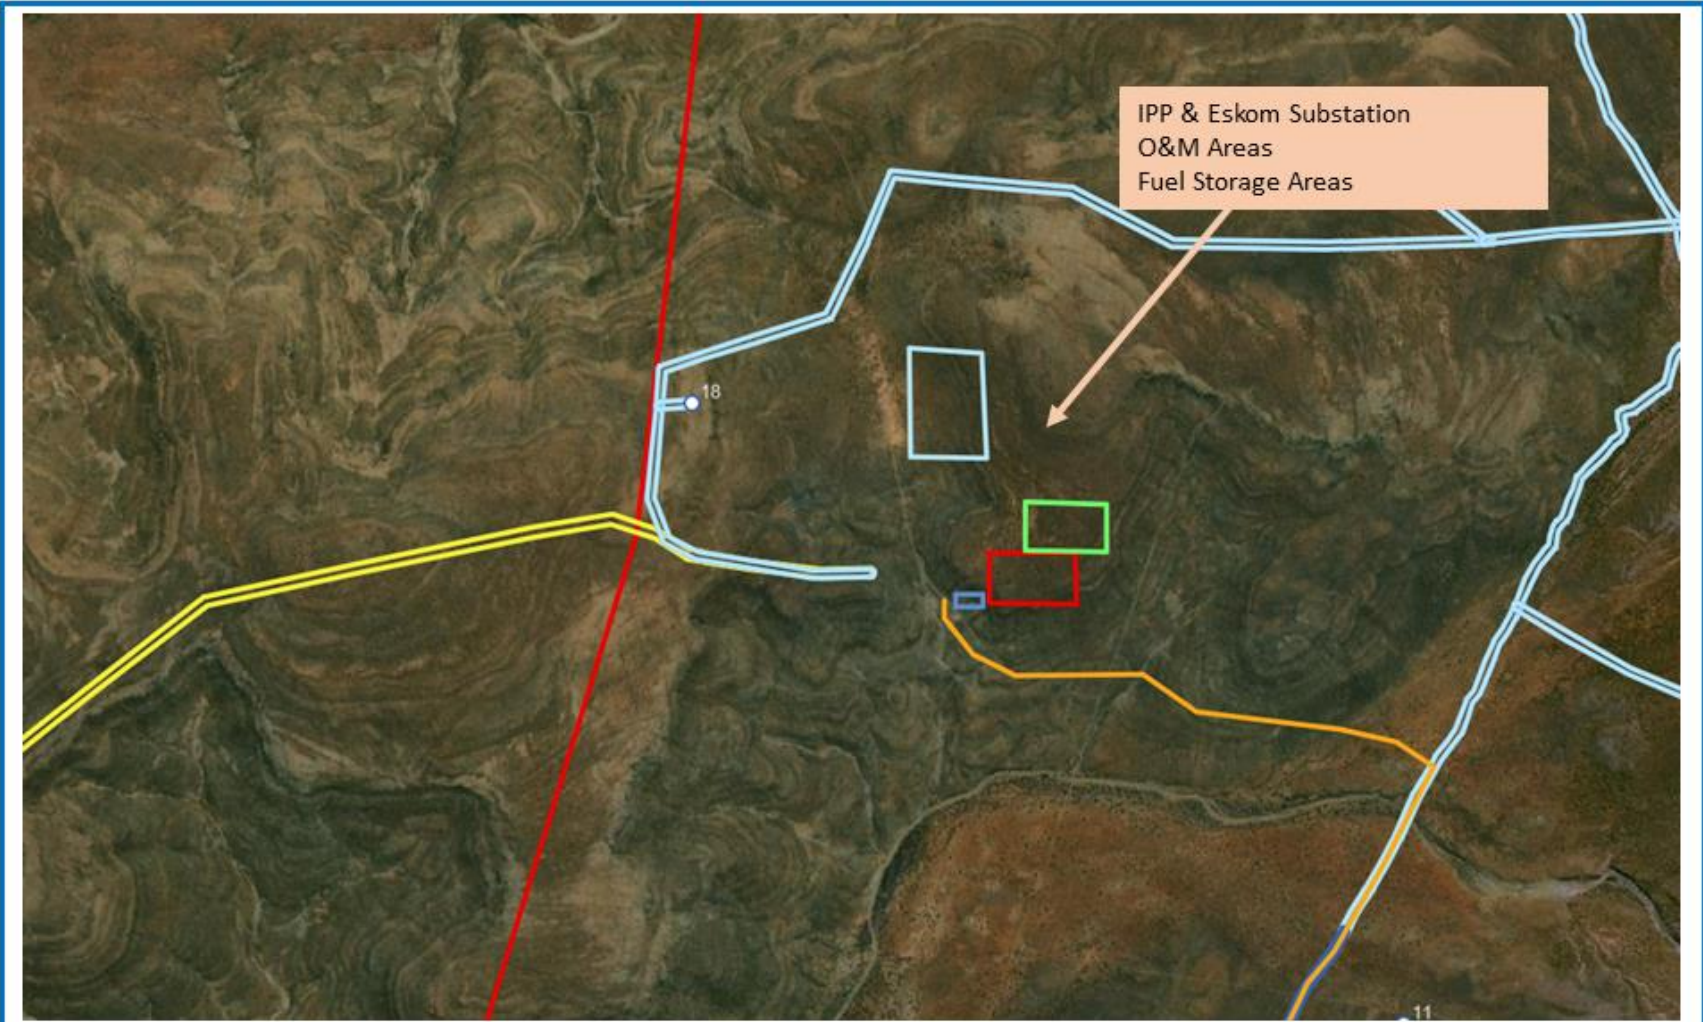 IPP & Eskom Substation
O&M Areas
Fuel Storage Areas
18
11